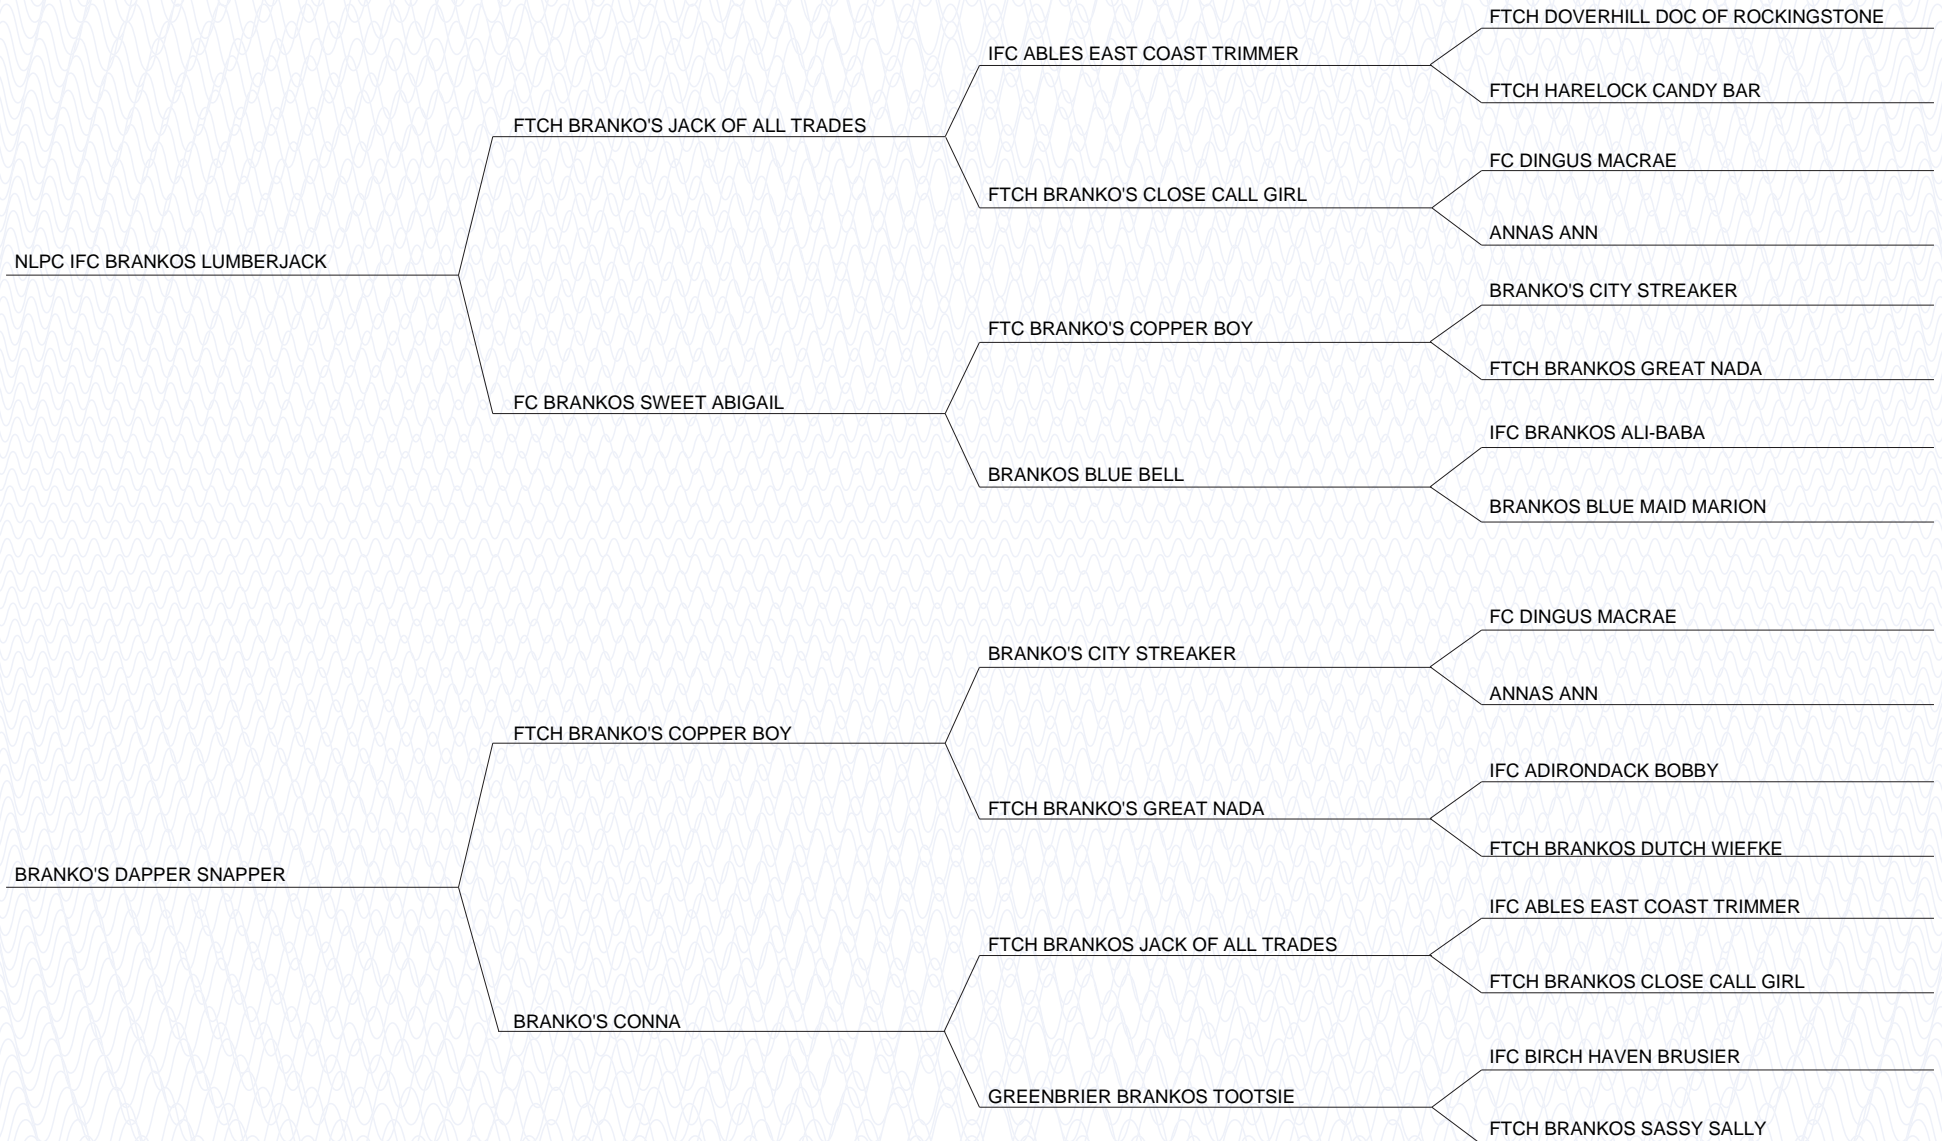 FTCH DOVERHILL DOC OF ROCKINGSTONE
IFC ABLES EAST COAST TRIMMER
FTCH HARELOCK CANDY BAR
FTCH BRANKO'S JACK OF ALL TRADES
FC DINGUS MACRAE
FTCH BRANKO'S CLOSE CALL GIRL
ANNAS ANN
NLPC IFC BRANKOS LUMBERJACK
BRANKO'S CITY STREAKER
FTC BRANKO'S COPPER BOY
FTCH BRANKOS GREAT NADA
FC BRANKOS SWEET ABIGAIL
IFC BRANKOS ALI-BABA
BRANKOS BLUE BELL
BRANKOS BLUE MAID MARION
FC DINGUS MACRAE
BRANKO'S CITY STREAKER
ANNAS ANN
FTCH BRANKO'S COPPER BOY
IFC ADIRONDACK BOBBY
FTCH BRANKO'S GREAT NADA
FTCH BRANKOS DUTCH WIEFKE
BRANKO'S DAPPER SNAPPER
IFC ABLES EAST COAST TRIMMER
FTCH BRANKOS JACK OF ALL TRADES
FTCH BRANKOS CLOSE CALL GIRL
BRANKO'S CONNA
IFC BIRCH HAVEN BRUSIER
GREENBRIER BRANKOS TOOTSIE
FTCH BRANKOS SASSY SALLY